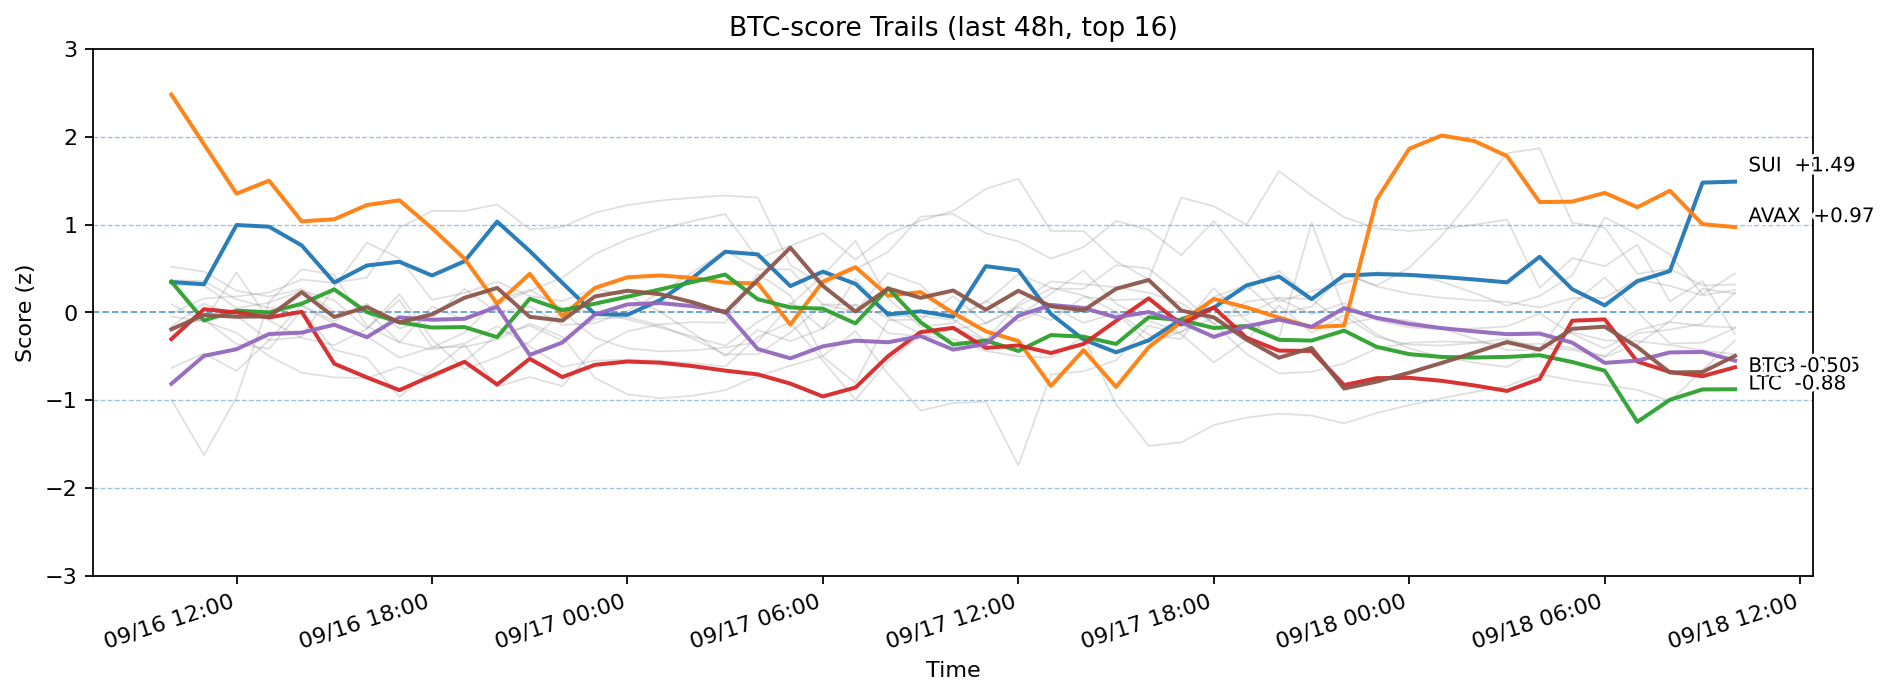 BTC-score Trails (last 48h, top 16)
Score (z)
3
2
1
0
−1
−2
−3
SUI +1.49
AVAX +0.97
LTC -0.88
09/16 12:00
09/16 18:00
09/17 00:00
09/17 06:00
09/17 12:00
09/17 18:00
09/18 00:00
09/18 06:00
09/18 12:00
Time